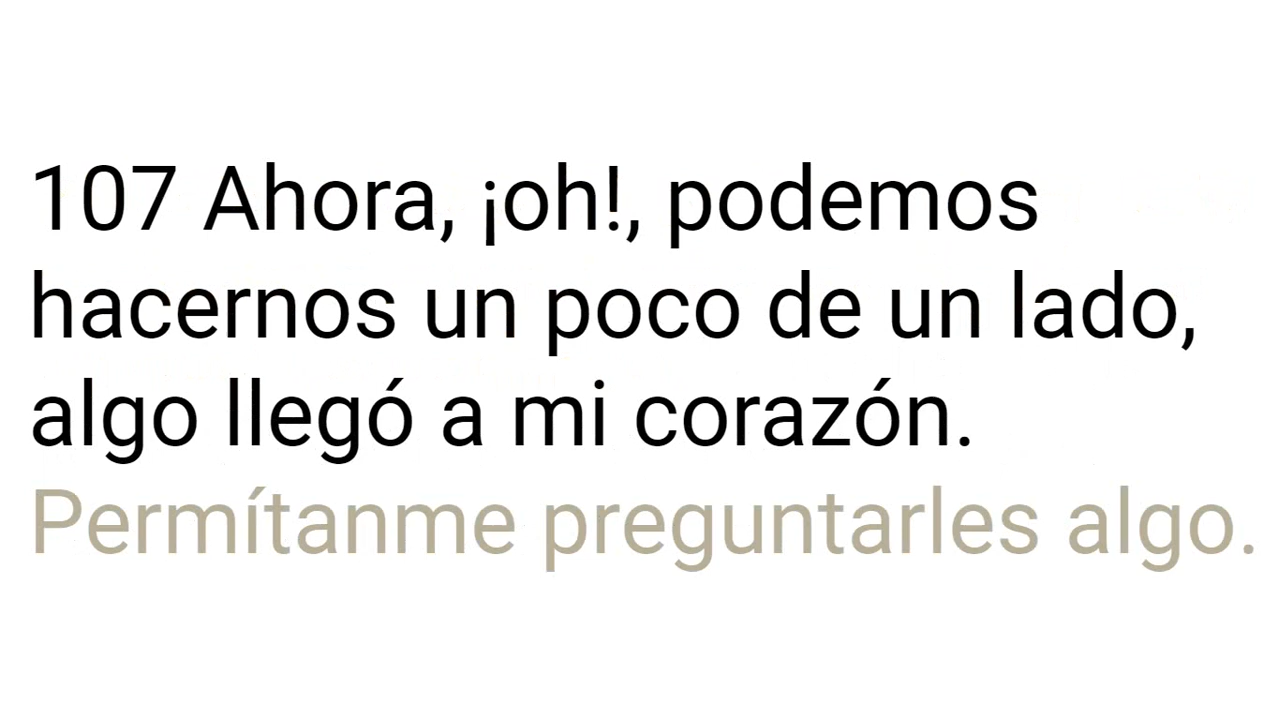 107 Ahora, ¡oh!, podemos
hacernos un poco de un lado,
algo llegó a mi corazón.
Permítanme preguntarles algo.